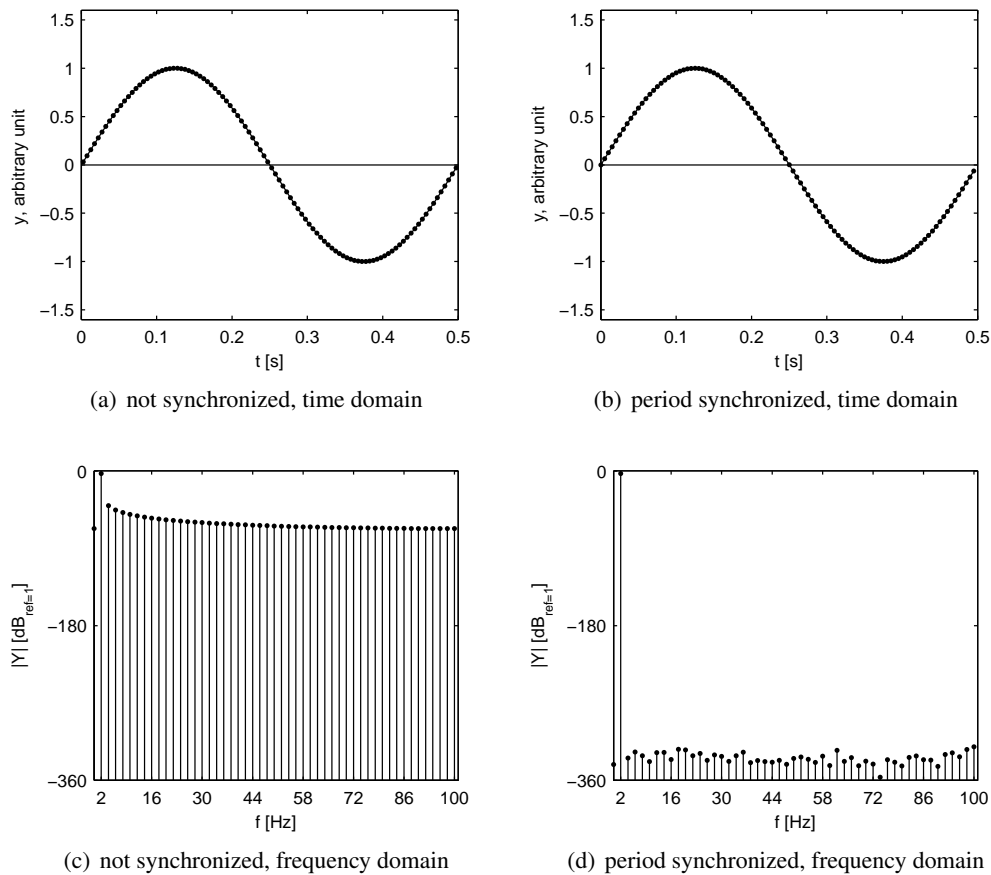 1.5
1
0.5
0
−0.5
−1
−1.5
y, arbitrary unit
0 0.1 0.2 0.3 0.4 0.5
t [s]
(a) not synchronized, time domain
1.5
1
0.5
0
−0.5
−1
−1.5
y, arbitrary unit
0 0.1 0.2 0.3 0.4 0.5
t [s]
(b) period synchronized, time domain
0
−180
−360
|Y| [dB_ref=1]
2 16 30 44 58 72 86 100
f [Hz]
(c) not synchronized, frequency domain
0
−180
−360
|Y| [dB_ref=1]
2 16 30 44 58 72 86 100
f [Hz]
(d) period synchronized, frequency domain